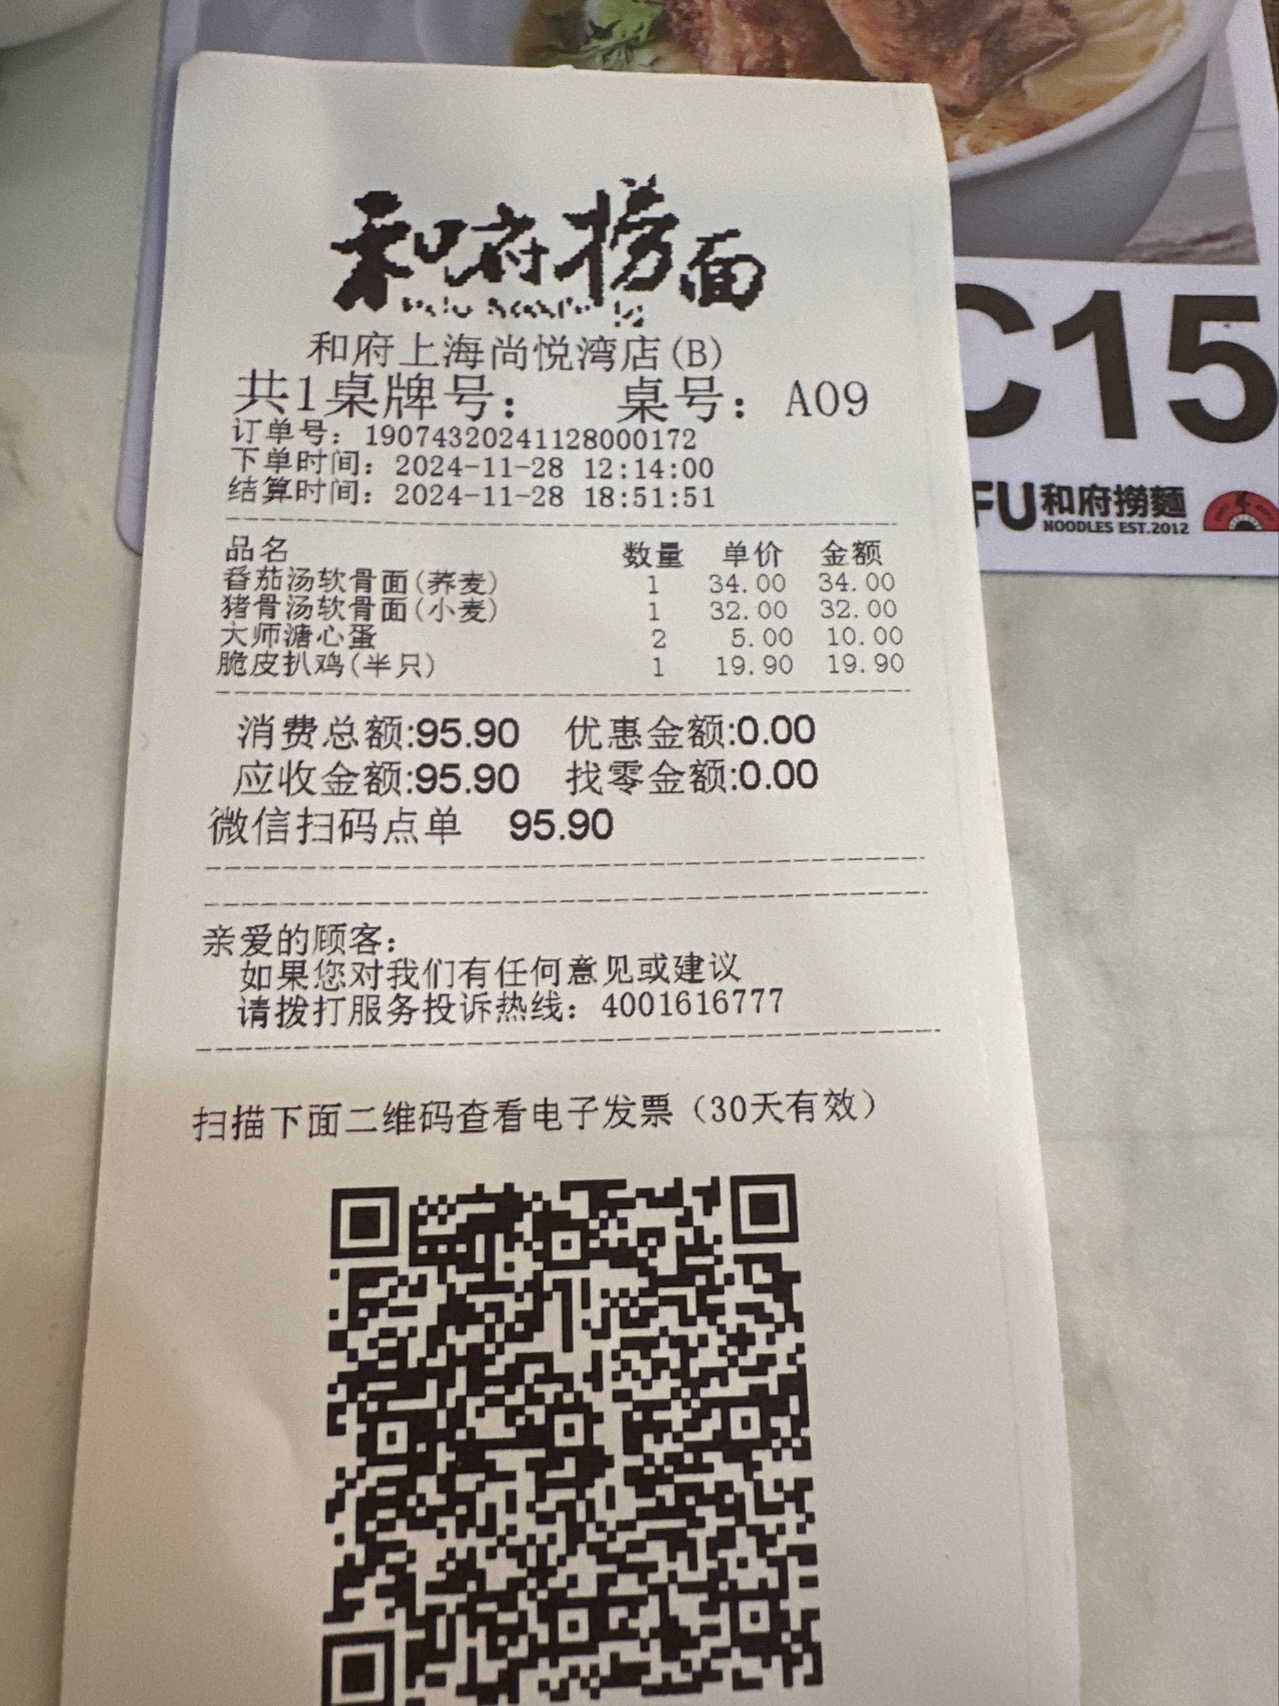 和府捞面
和府上海尚悦湾店(B)
共1桌牌号： 桌号：A09
订单号：19074320241128000172
下单时间：2024-11-28 12:14:00
结算时间：2024-11-28 18:51:51
品名 数量 单价 金额
番茄汤软骨面(荞麦) 1 34.00 34.00
猪骨汤软骨面(小麦) 1 32.00 32.00
大师溏心蛋 2 5.00 10.00
脆皮扒鸡(半只) 1 19.90 19.90
消费总额:95.90 优惠金额:0.00
应收金额:95.90 找零金额:0.00
微信扫码点单 95.90
亲爱的顾客：
如果您对我们有任何意见或建议
请拨打服务投诉热线：4001616777
扫描下面二维码查看电子发票（30天有效）
C15
FU 和府撈麵
NOODLES EST.2012